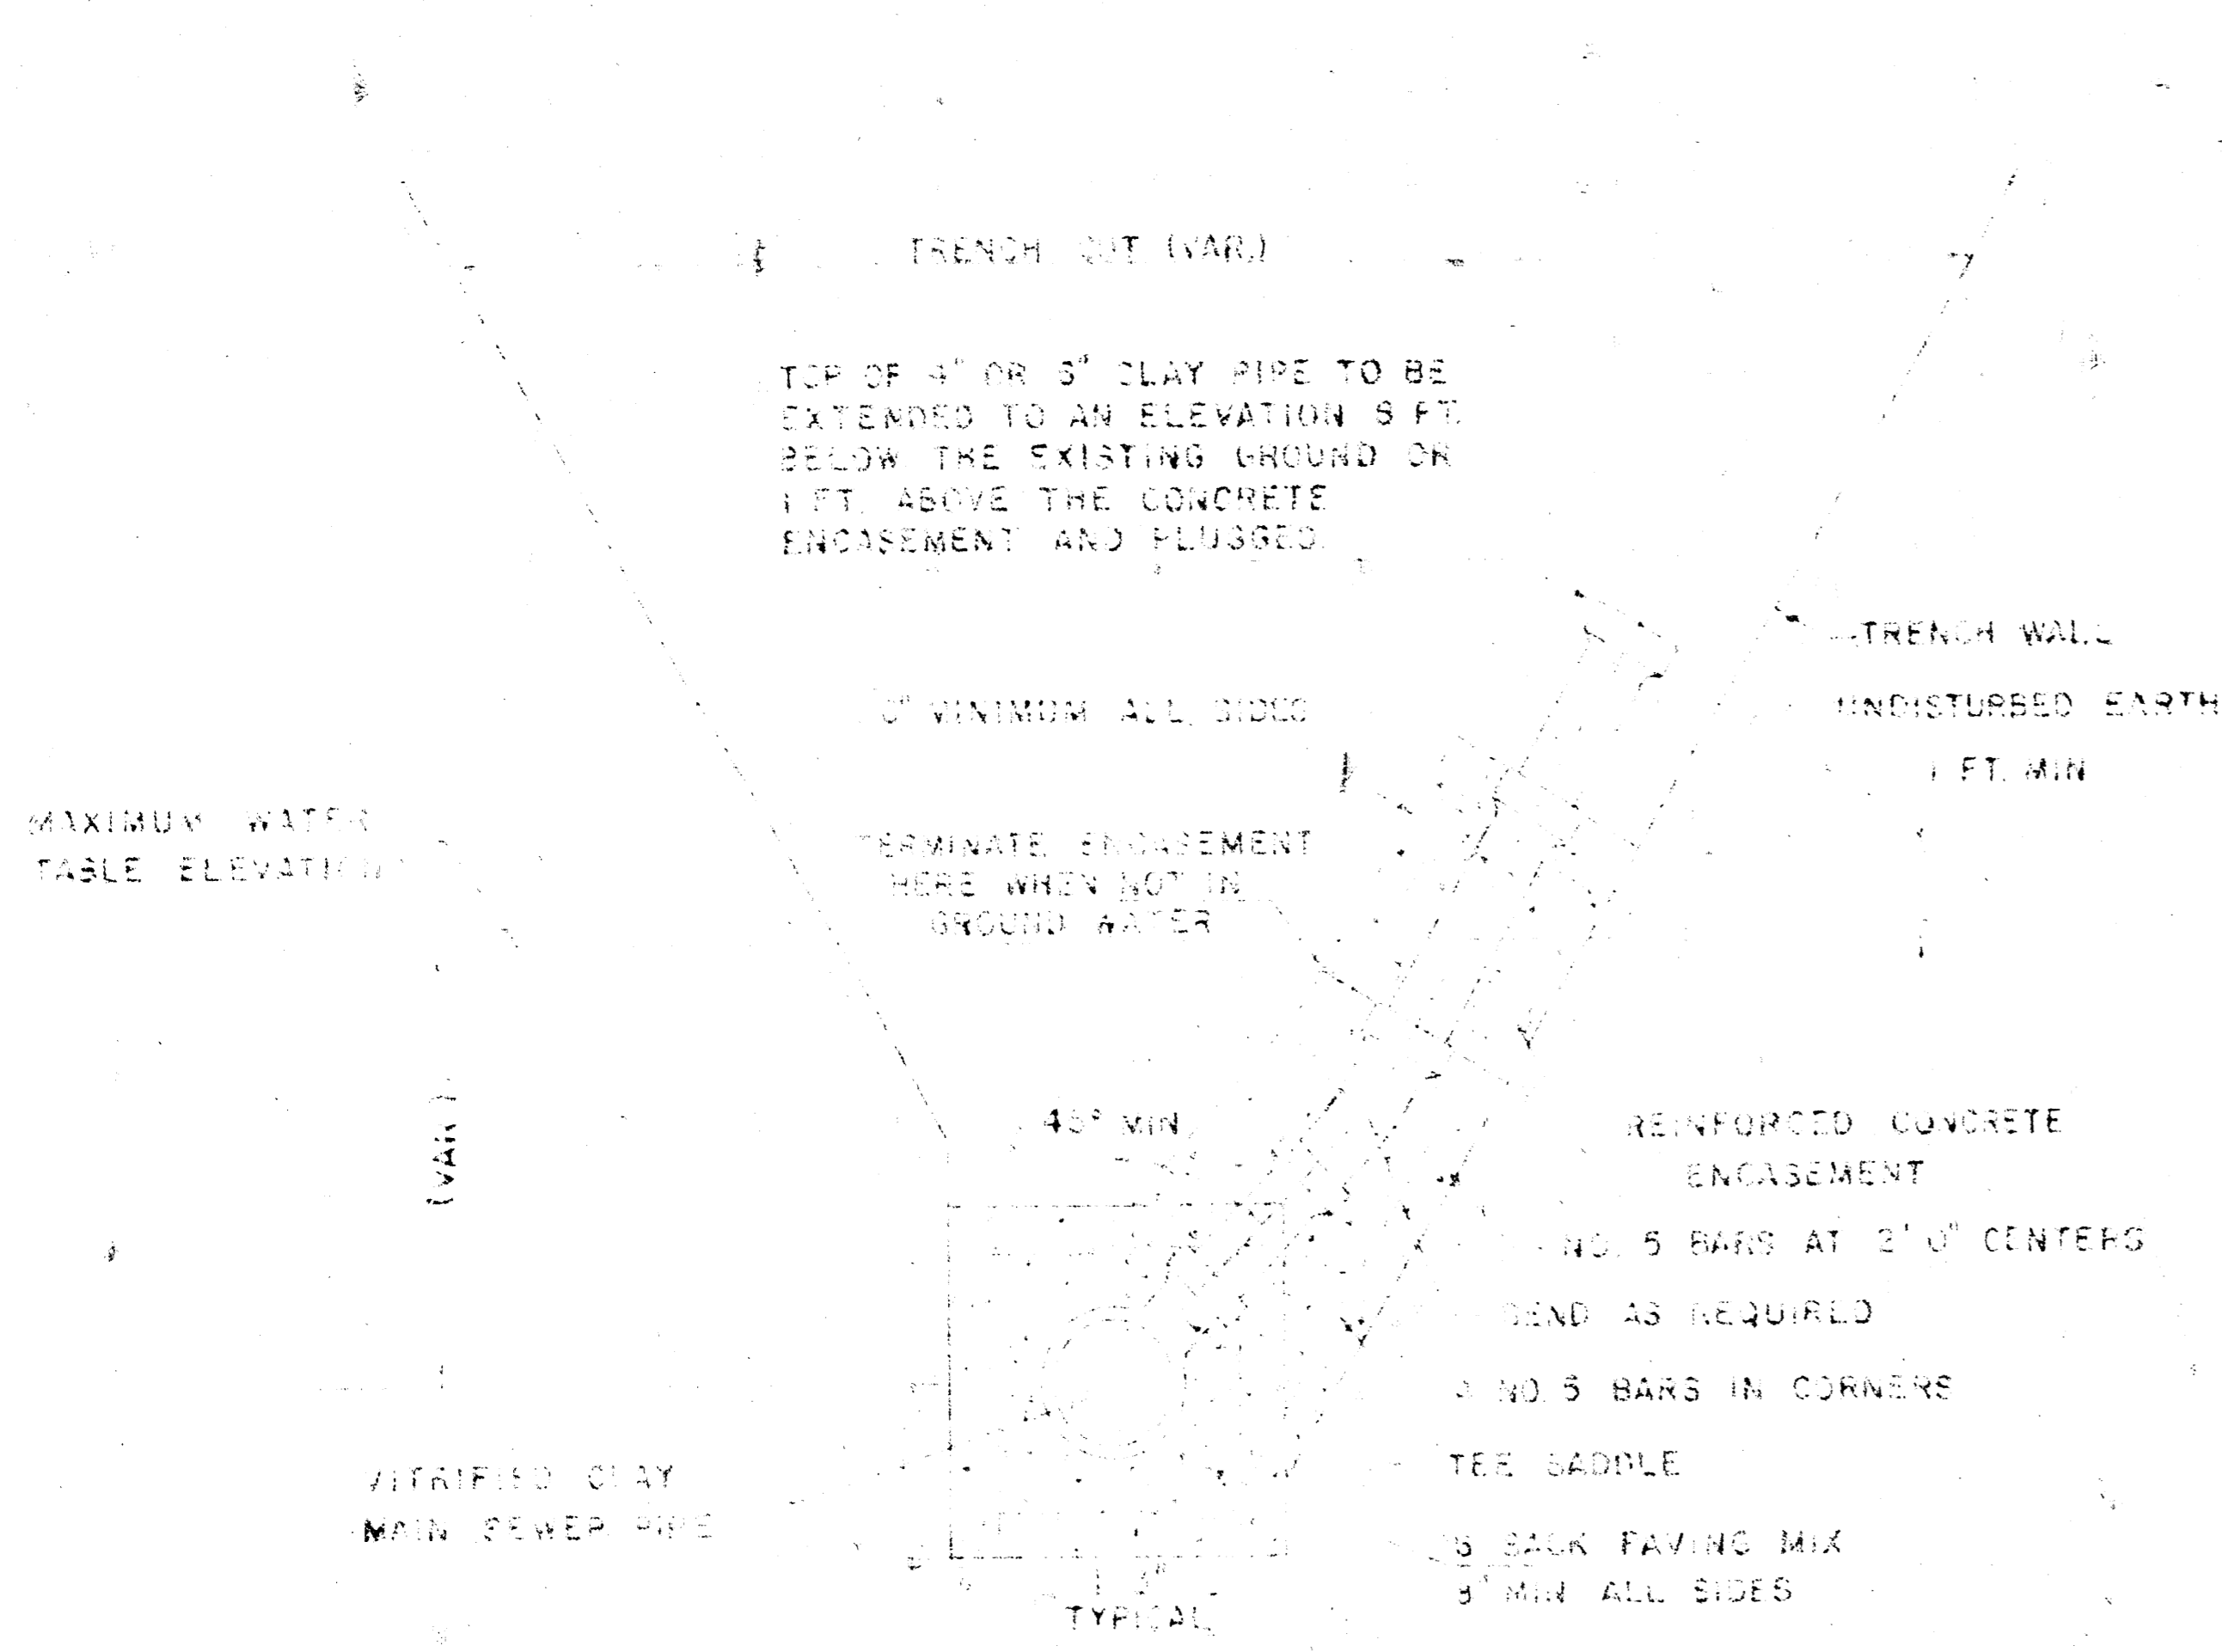 TRENCH CUT (VAR.)
TOP OF 4" OR 6" CLAY PIPE TO BE
EXTENDED TO AN ELEVATION 8 FT.
BELOW THE EXISTING GROUND OR
1 FT. ABOVE THE CONCRETE
ENCASEMENT AND PLUGGED.
TRENCH WALL
MINIMUM ALL SIDES
UNDISTURBED EARTH
1 FT. MIN
MAXIMUM WATER
TABLE ELEVATION
TERMINATE ENCASEMENT
HERE WHEN NOT IN
GROUND WATER
45° MIN.
(VAR.)
REINFORCED CONCRETE
ENCASEMENT
NO. 5 BARS AT 2' 0" CENTERS
BEND AS REQUIRED
4 NO. 5 BARS IN CORNERS
VITRIFIED CLAY
MAIN SEWER PIPE
TEE SADDLE
6 SACK PAVING MIX
8" MIN ALL SIDES
TYPICAL